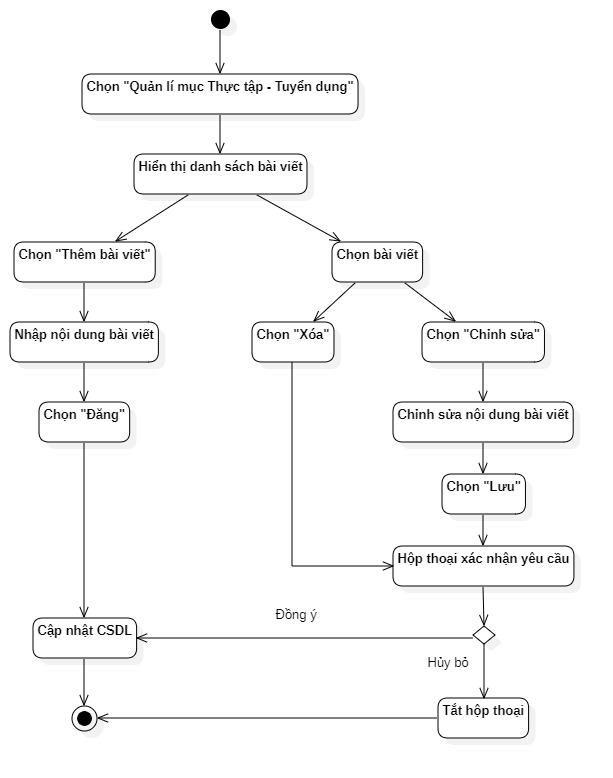 Chọn "Quản lí mục Thực tập - Tuyển dụng"
Hiển thị danh sách bài viết
Chọn "Thêm bài viết"
Chọn bài viết
Nhập nội dung bài viết
Chọn "Xóa"
Chọn "Chỉnh sửa"
Chọn "Đăng"
Chỉnh sửa nội dung bài viết
Chọn "Lưu"
Hộp thoại xác nhận yêu cầu
Đồng ý
Cập nhật CSDL
Hủy bỏ
Tắt hộp thoại